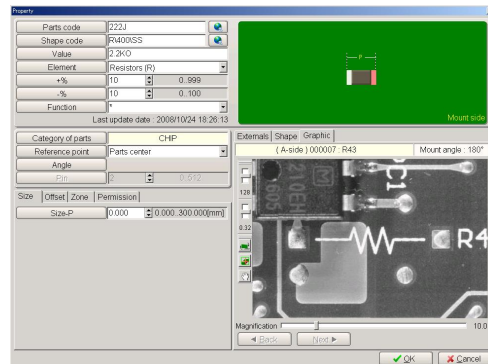 Property
Parts code 222J
Shape code R\400\SS
Value 2.2KO
Element Resistors (R)
+% 10 0..999
-% 10 0..100
Function *
Last update date : 2008/10/24 18:26:13
P
Mount side
Category of parts CHIP
Reference point Parts center
Angle
Pin 2 0..512
Size Offset Zone Permission
Size-P 0.000 0.000..300.000[mm]
Externals Shape Graphic
( A-side ) 000007 : R43 Mount angle : 180°
128
0.32
R4
Magnification 10.0
◄ Back Next ►
OK Cancel